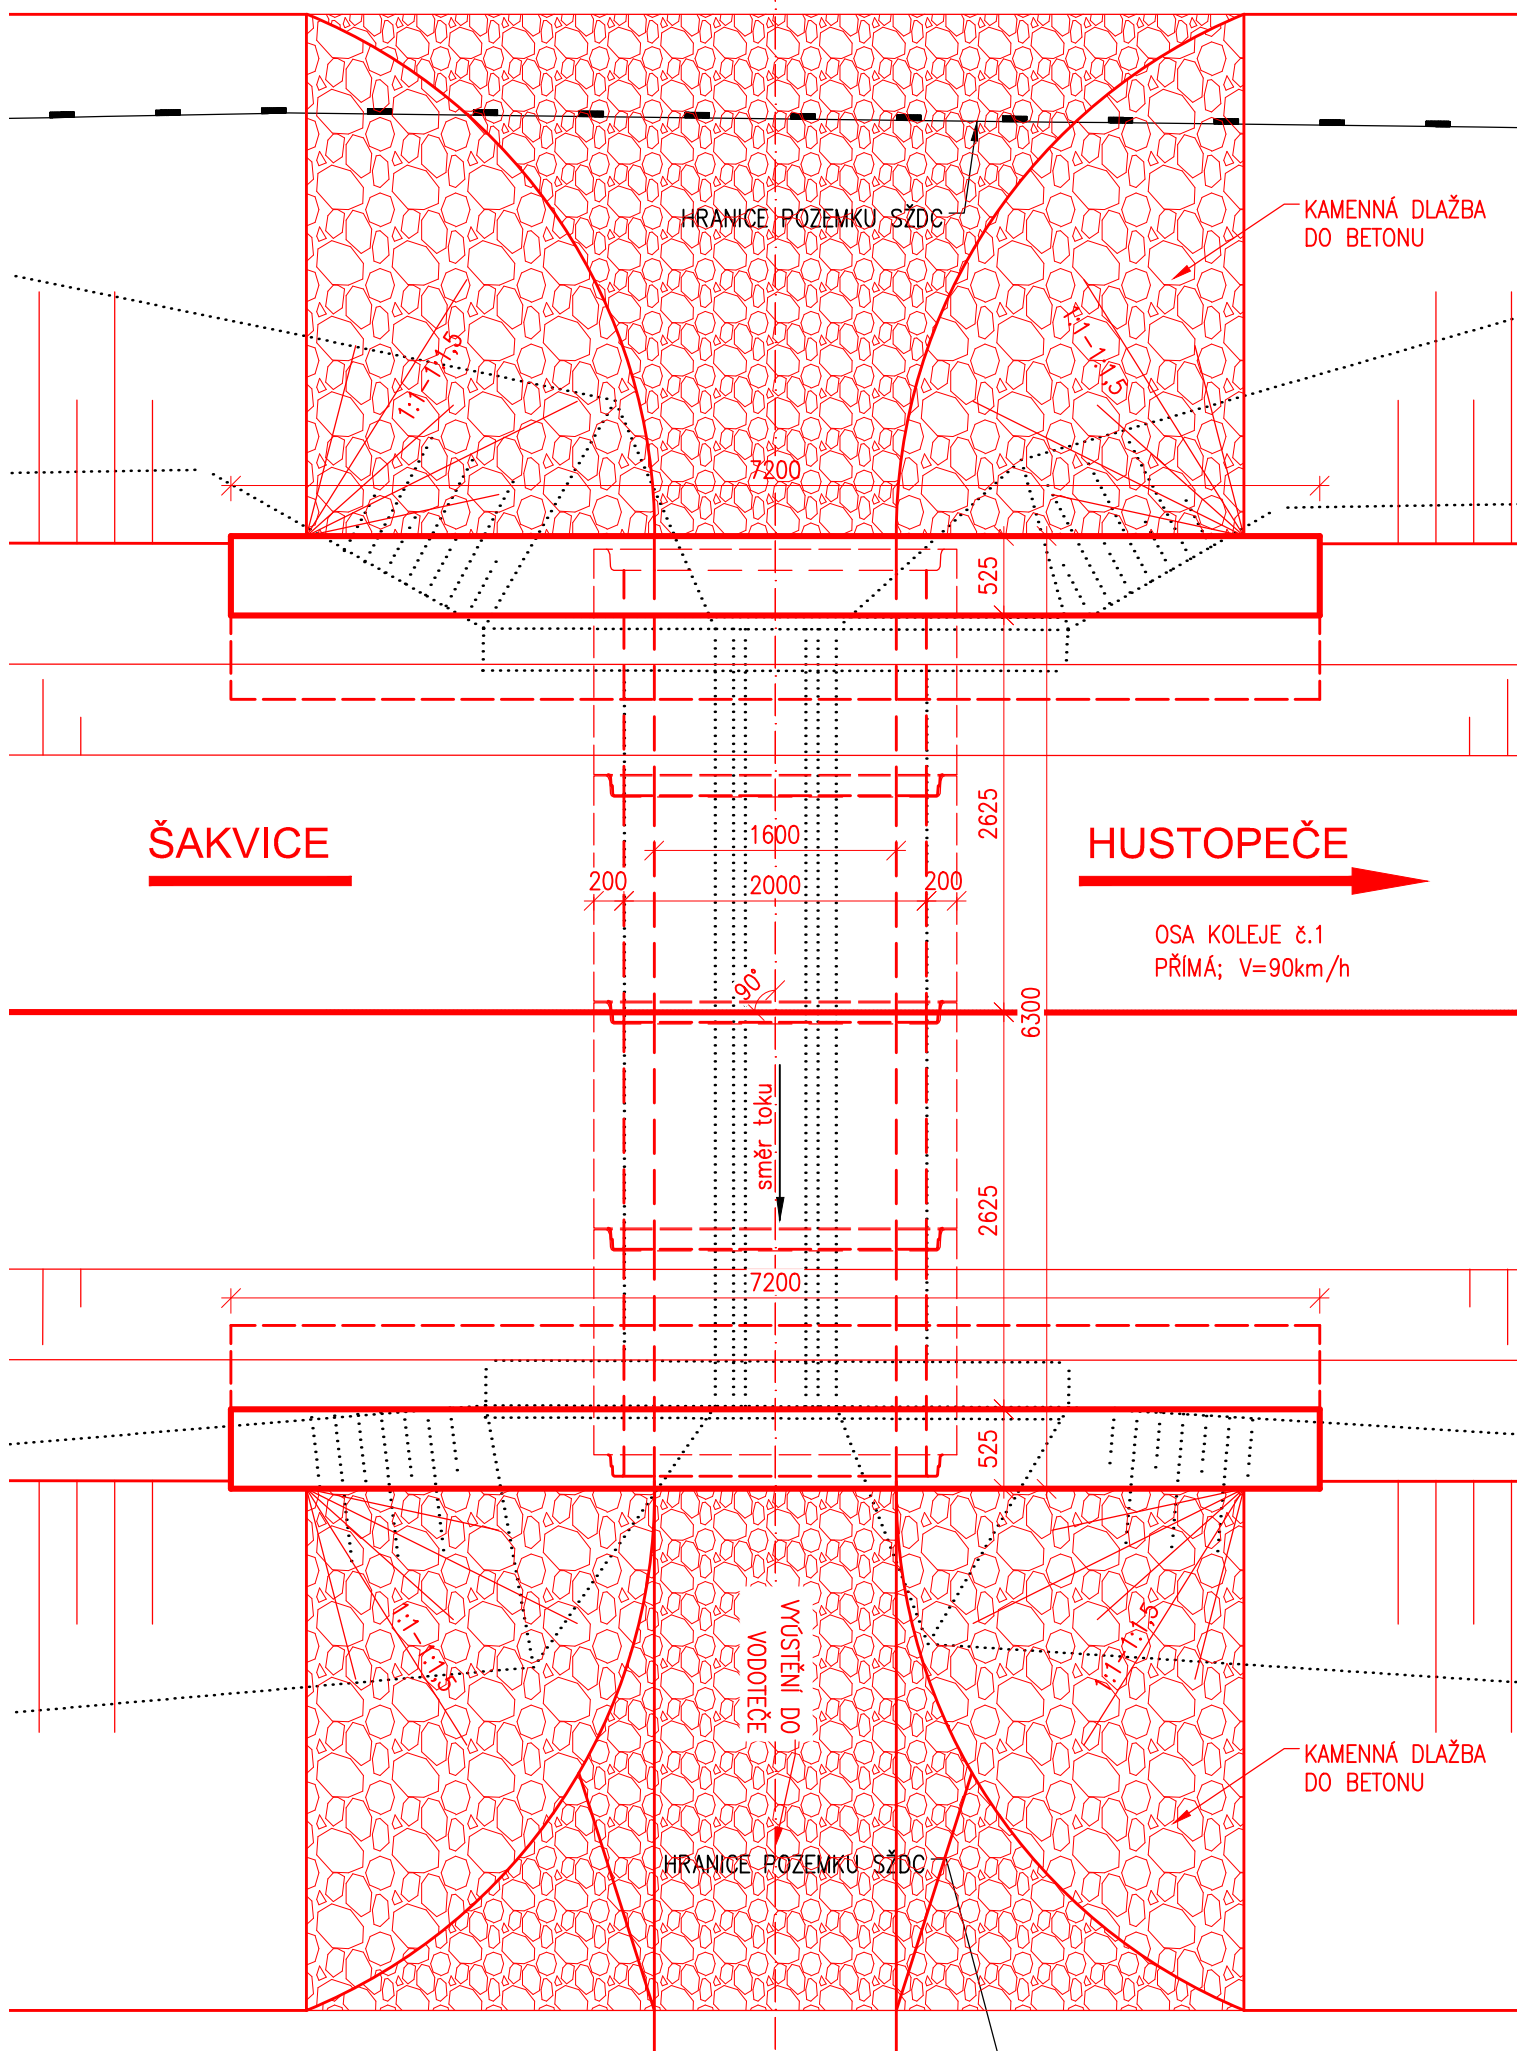 HRANICE POZEMKU SŽDC
KAMENNÁ DLAŽBA
DO BETONU
1:1-1:1,5
1:1-1:1,5
7200
525
2625
ŠAKVICE
HUSTOPEČE
1600
200
2000
200
OSA KOLEJE č.1
PŘÍMÁ; V=90km/h
90°
6300
směr toku
2625
7200
525
1:1-1:1,5
1:1-1:1,5
VYÚSTĚNÍ DO
VODOTEČE
KAMENNÁ DLAŽBA
DO BETONU
HRANICE POZEMKU SŽDC